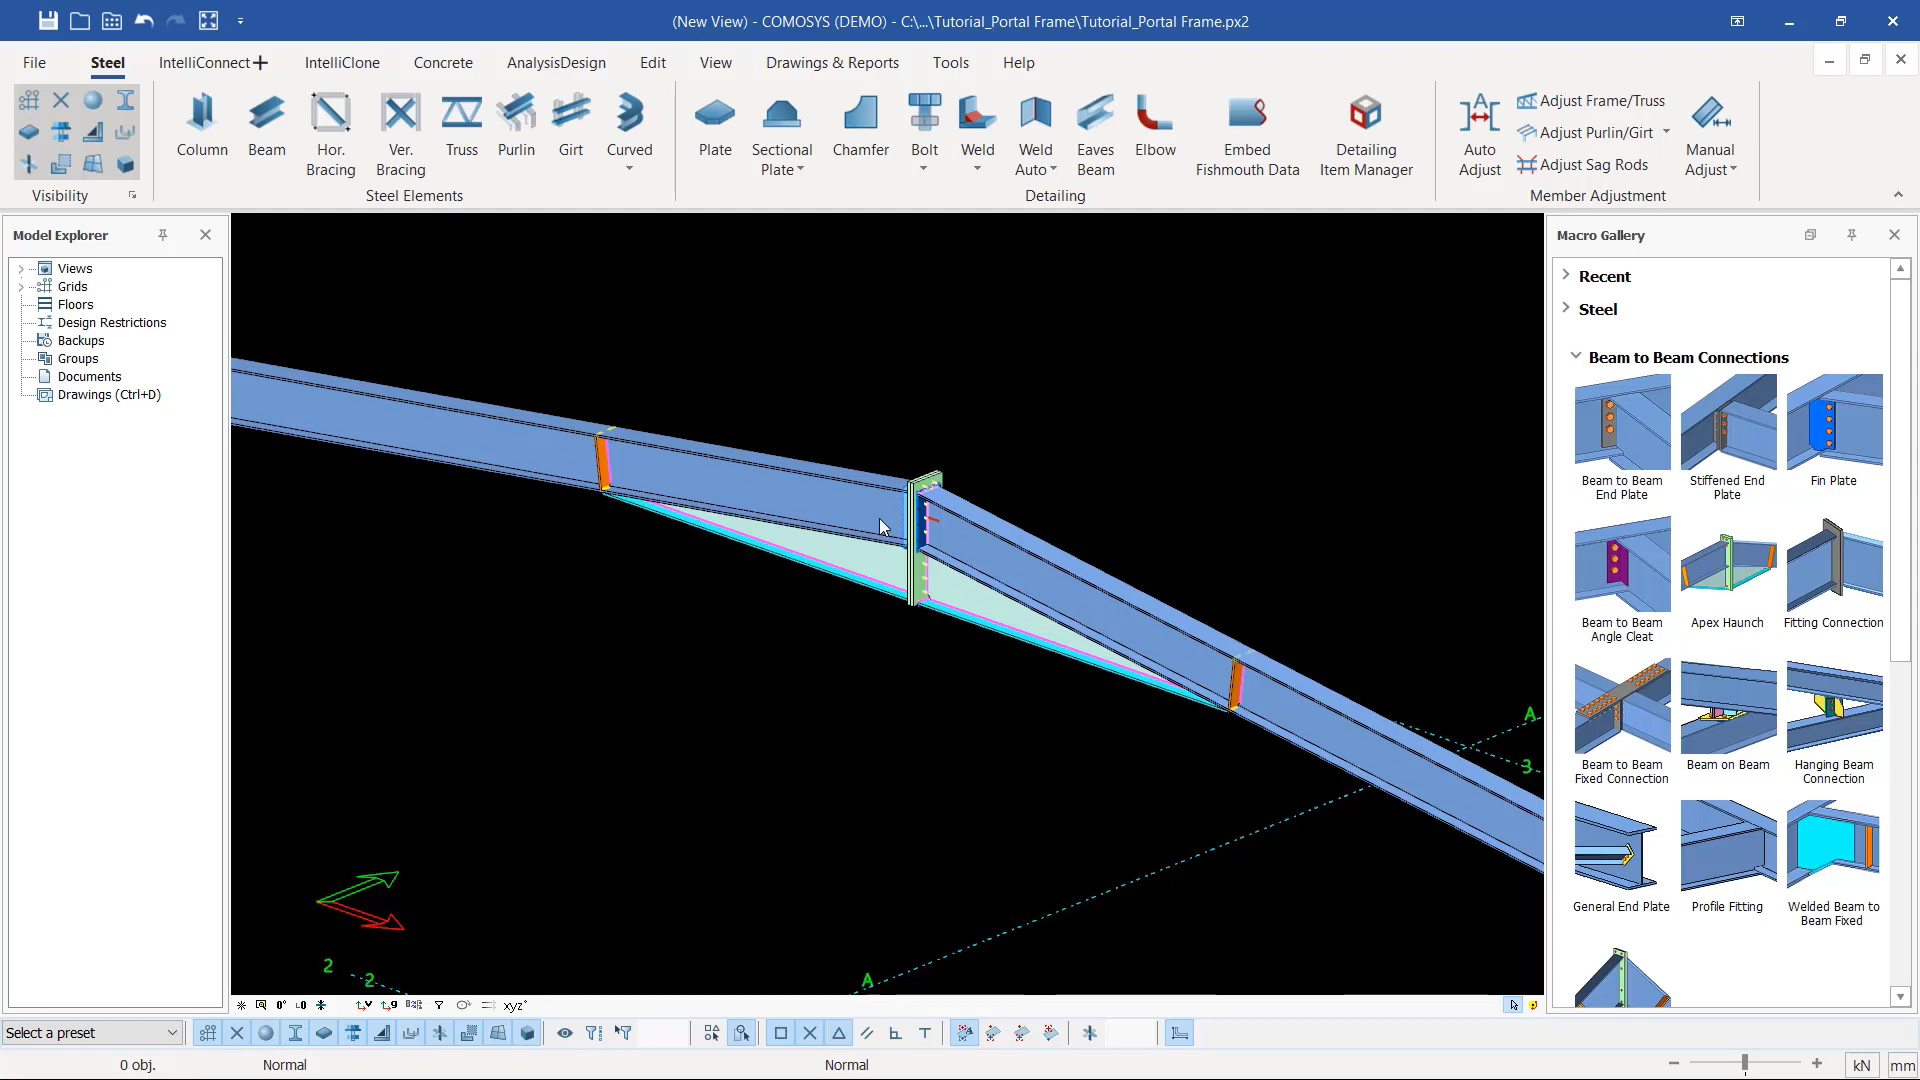 (New View) - COMOSYS (DEMO) - C:\...\Tutorial_Portal Frame\Tutorial_Portal Frame.px2
File
Steel
IntelliConnect+
IntelliClone
Concrete
AnalysisDesign
Edit
View
Drawings & Reports
Tools
Help
Column
Beam
Hor.
Bracing
Ver.
Bracing
Truss
Purlin
Girt
Curved
Plate
Sectional
Plate
Chamfer
Bolt
Weld
Weld
Auto
Eaves
Beam
Elbow
Embed
Fishmouth Data
Detailing
Item Manager
Auto
Adjust
Adjust Frame/Truss
Adjust Purlin/Girt
Adjust Sag Rods
Manual
Adjust
Visibility
Steel Elements
Detailing
Member Adjustment
Model Explorer
Views
Grids
Floors
Design Restrictions
Backups
Groups
Documents
Drawings (Ctrl+D)
A
3
2
2
A
Macro Gallery
Recent
Steel
Beam to Beam Connections
Beam to Beam
End Plate
Stiffened End
Plate
Fin Plate
Beam to Beam
Angle Cleat
Apex Haunch
Fitting Connection
Beam to Beam
Fixed Connection
Beam on Beam
Hanging Beam
Connection
General End Plate
Profile Fitting
Welded Beam to
Beam Fixed
xyz
Select a preset
0 obj.
Normal
Normal
kN
mm